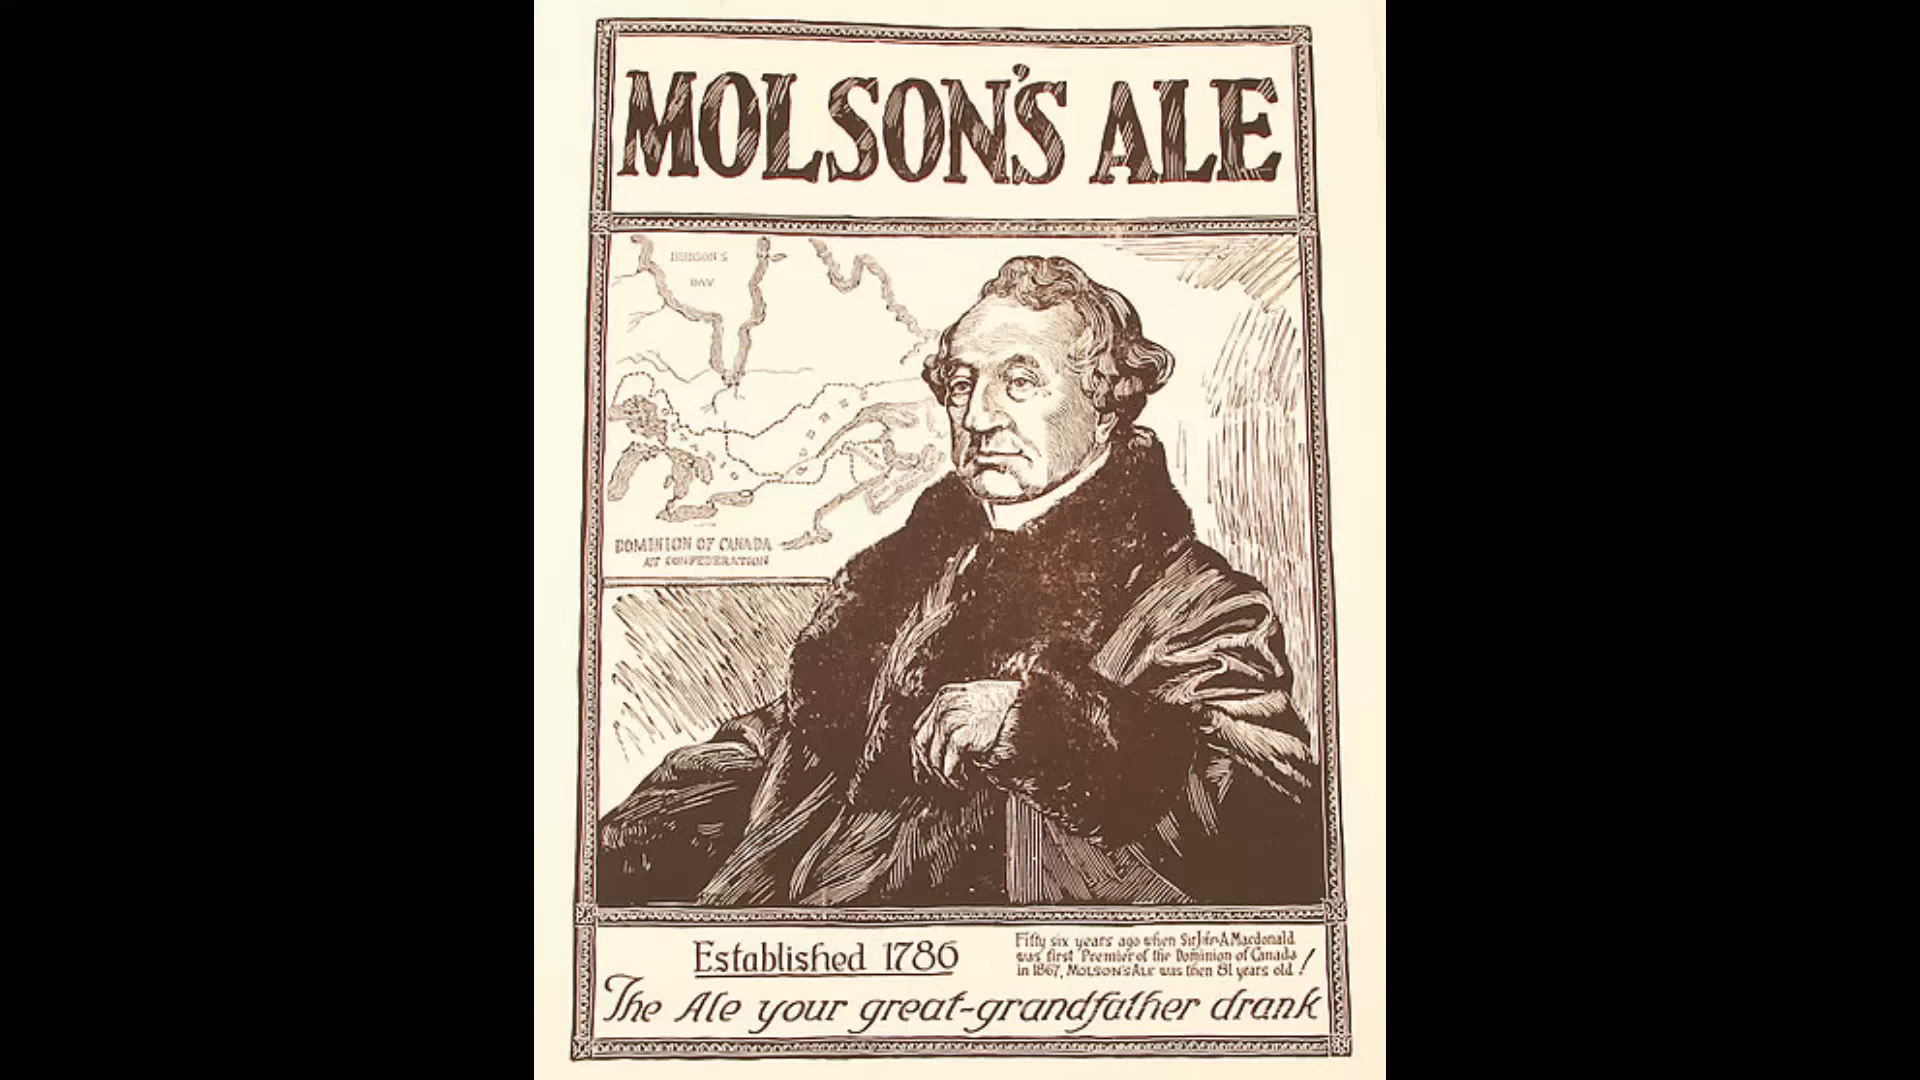 MOLSON'S ALE
HUDSON'S
BAY
DOMINION OF CANADA
AT CONFEDERATION
Established 1786
Fifty six years ago when Sir John A Macdonald
was first Premier of the Dominion of Canada
in 1867, MOLSON'S ALE was then 81 years old!
The Ale your great-grandfather drank